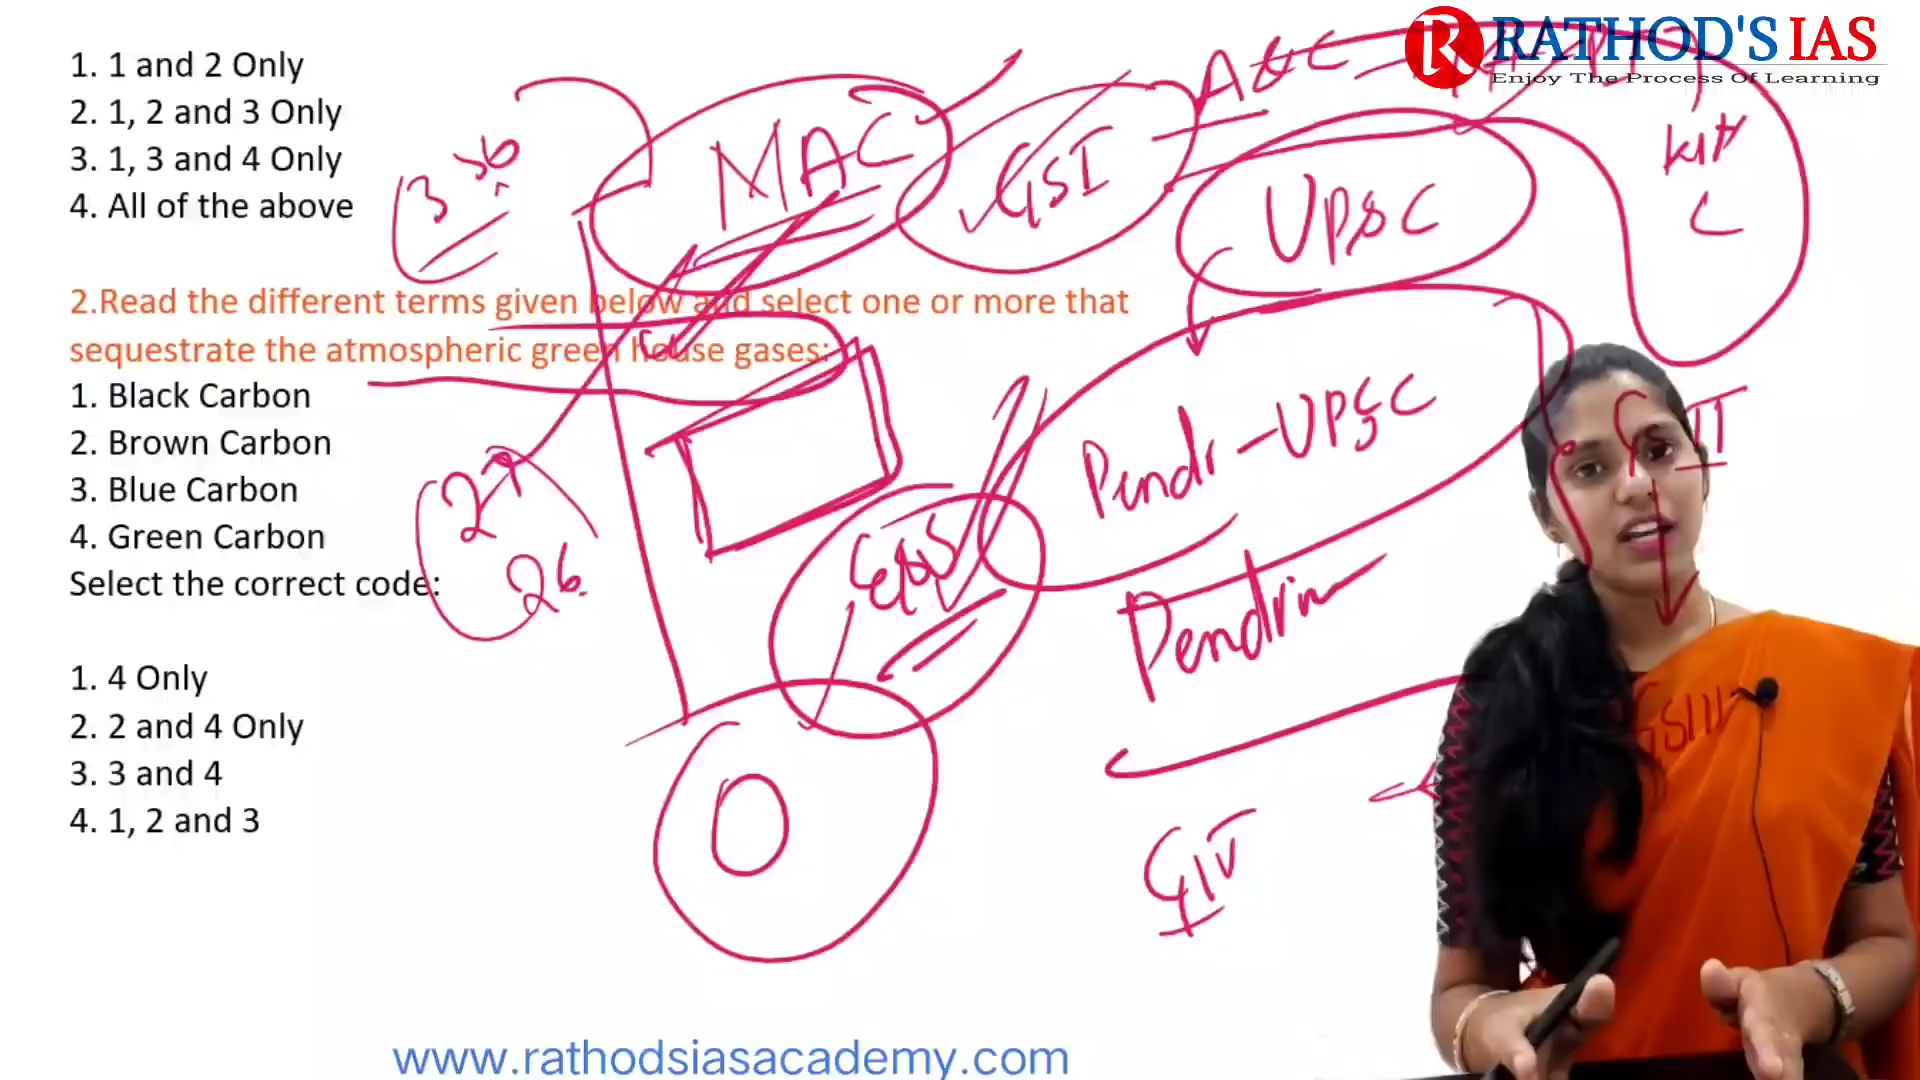 RATHOD'S IAS
Enjoy The Process Of Learning
1. 1 and 2 Only
2. 1, 2 and 3 Only
3. 1, 3 and 4 Only
4. All of the above
2.Read the different terms given below and select one or more that
sequestrate the atmospheric green house gases:
1. Black Carbon
2. Brown Carbon
3. Blue Carbon
4. Green Carbon
Select the correct code:
1. 4 Only
2. 2 and 4 Only
3. 3 and 4
4. 1, 2 and 3
MAC
GSI
UPSC
Pendr-UPSC
26.
www.rathodsiasacademy.com